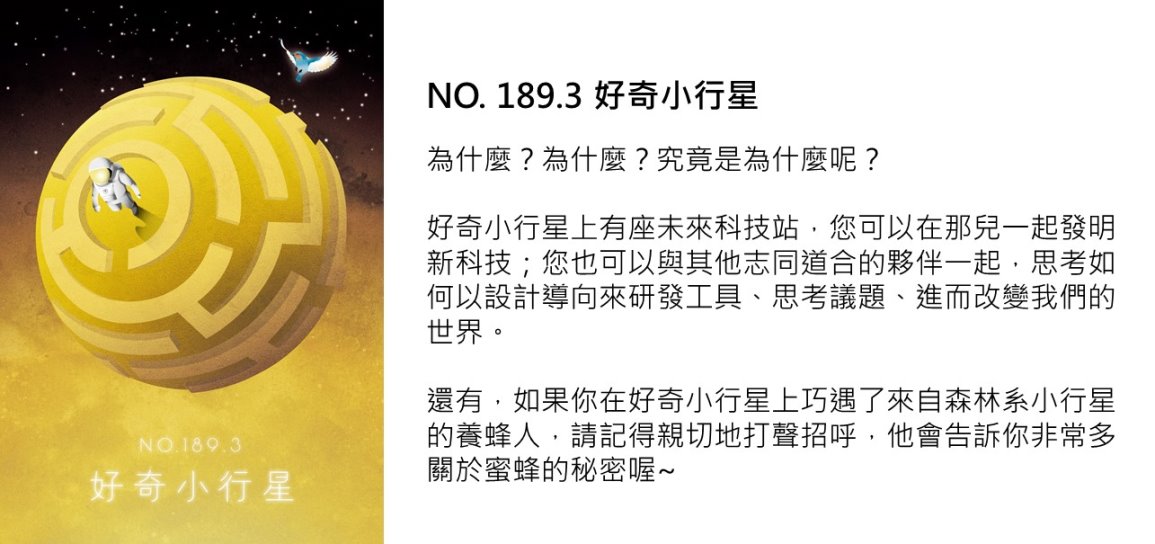 NO.189.3
好奇小行星
NO. 189.3 好奇小行星
為什麼？為什麼？究竟是為什麼呢？
好奇小行星上有座未來科技站，您可以在那兒一起發明
新科技；您也可以與其他志同道合的夥伴一起，思考如
何以設計導向來研發工具、思考議題、進而改變我們的
世界。
還有，如果你在好奇小行星上巧遇了來自森林系小行星
的養蜂人，請記得親切地打聲招呼，他會告訴你非常多
關於蜜蜂的秘密喔~